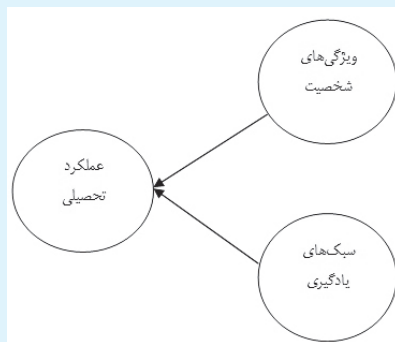 ویژگی‌های
شخصیت
عملکرد
تحصیلی
سبک‌های
یادگیری